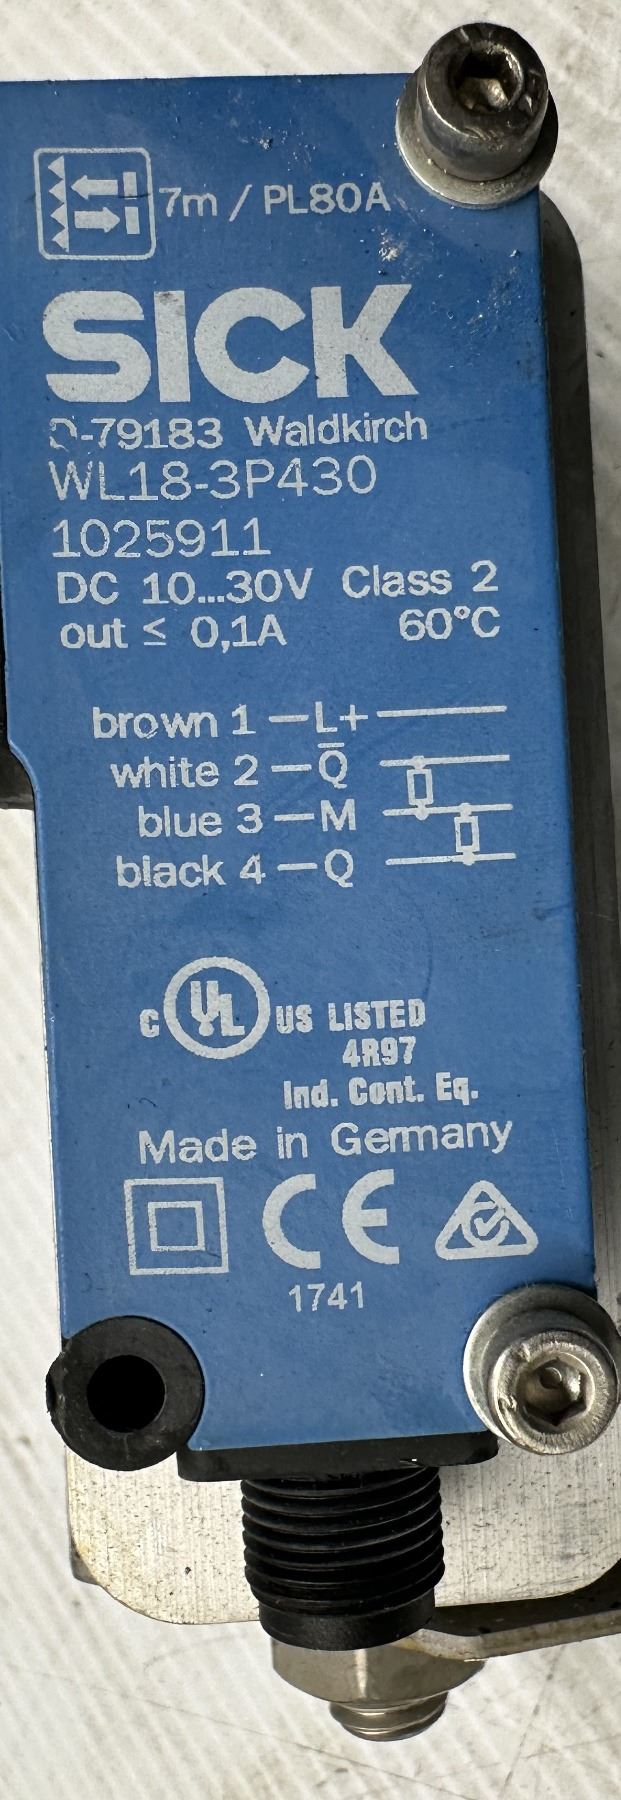 7m / PL80A
SICK
D-79183 Waldkirch
WL18-3P430
1025911
DC 10...30V Class 2
out ≤ 0,1A 60°C
brown 1 — L+
white 2 — Q̅
blue 3 — M
black 4 — Q
C UL US LISTED
4R97
Ind. Cont. Eq.
Made in Germany
CE
1741